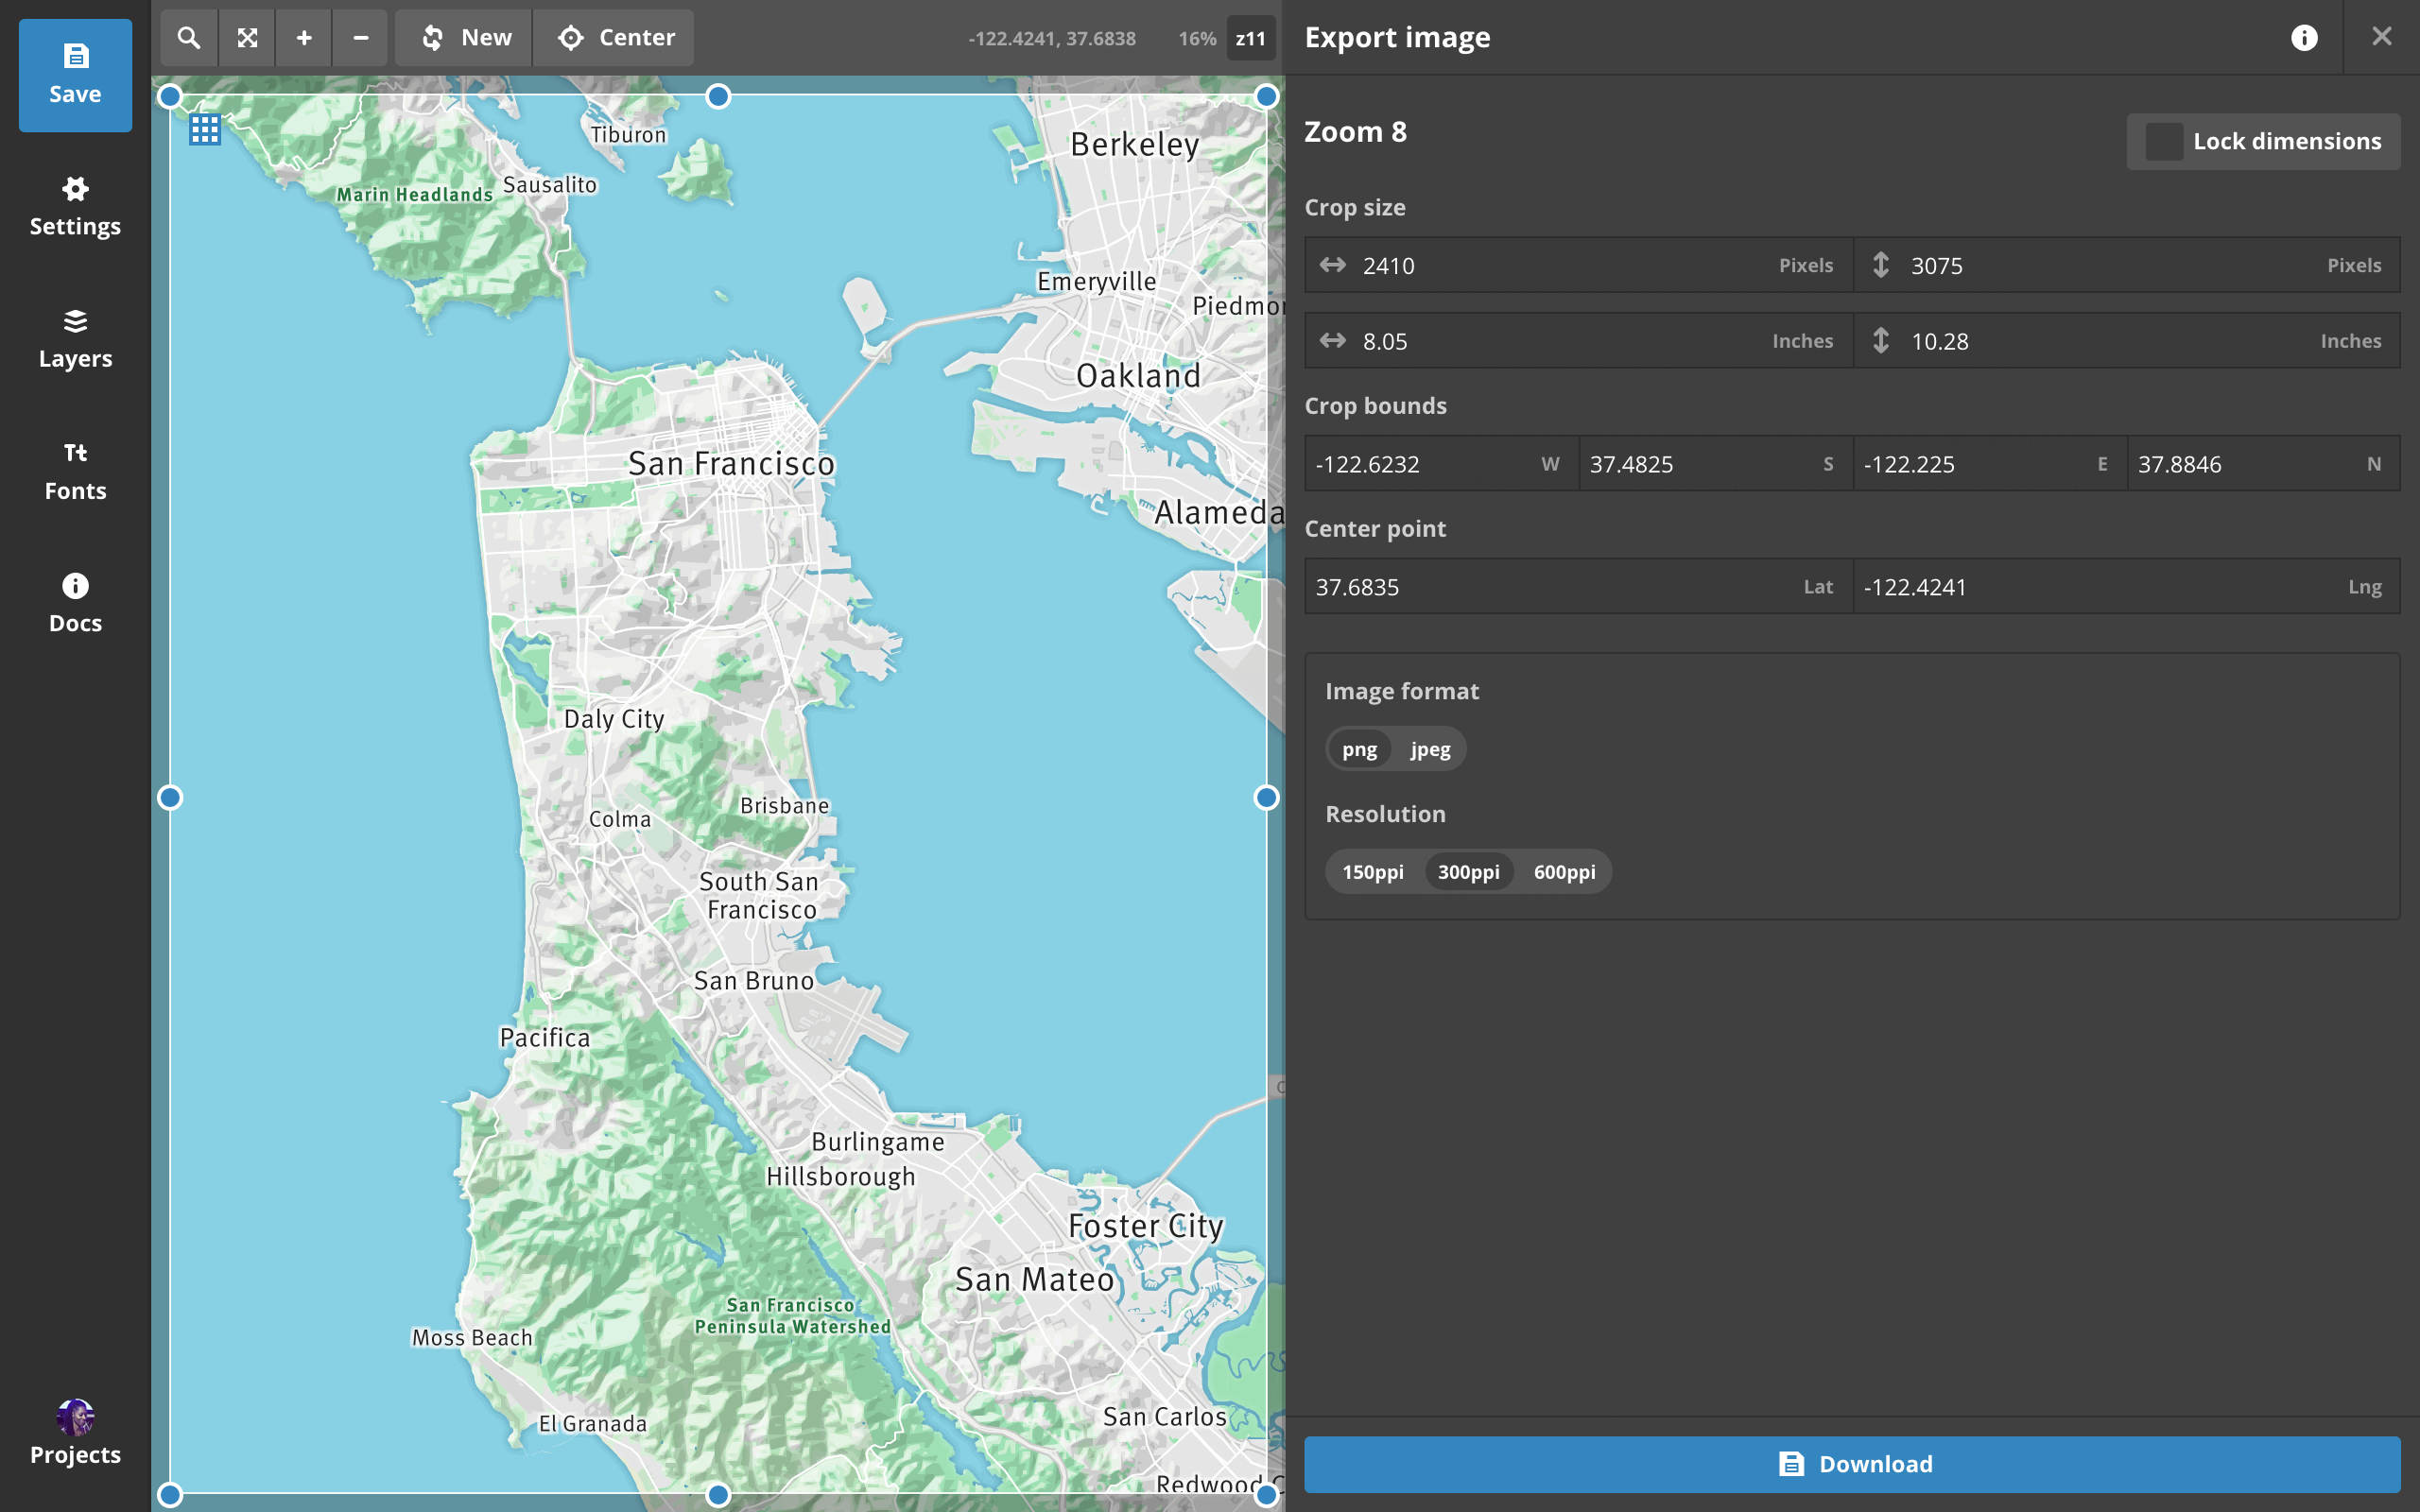 Save
Settings
Layers
Tt
Fonts
Docs
Projects
New
Center
-122.4241, 37.6838
16%
z11
Tiburon
Berkeley
Marin Headlands
Sausalito
Emeryville
Piedmor
Oakland
San Francisco
Alameda
Daly City
Brisbane
Colma
South San
Francisco
San Bruno
Pacifica
Burlingame
Hillsborough
Foster City
San Mateo
San Francisco
Peninsula Watershed
Moss Beach
San Carlos
El Granada
Redwood C
Export image
Zoom 8
Lock dimensions
Crop size
2410 Pixels 3075 Pixels
8.05 Inches 10.28 Inches
Crop bounds
-122.6232 W 37.4825 S -122.225 E 37.8846 N
Center point
37.6835 Lat -122.4241 Lng
Image format
png jpeg
Resolution
150ppi 300ppi 600ppi
Download